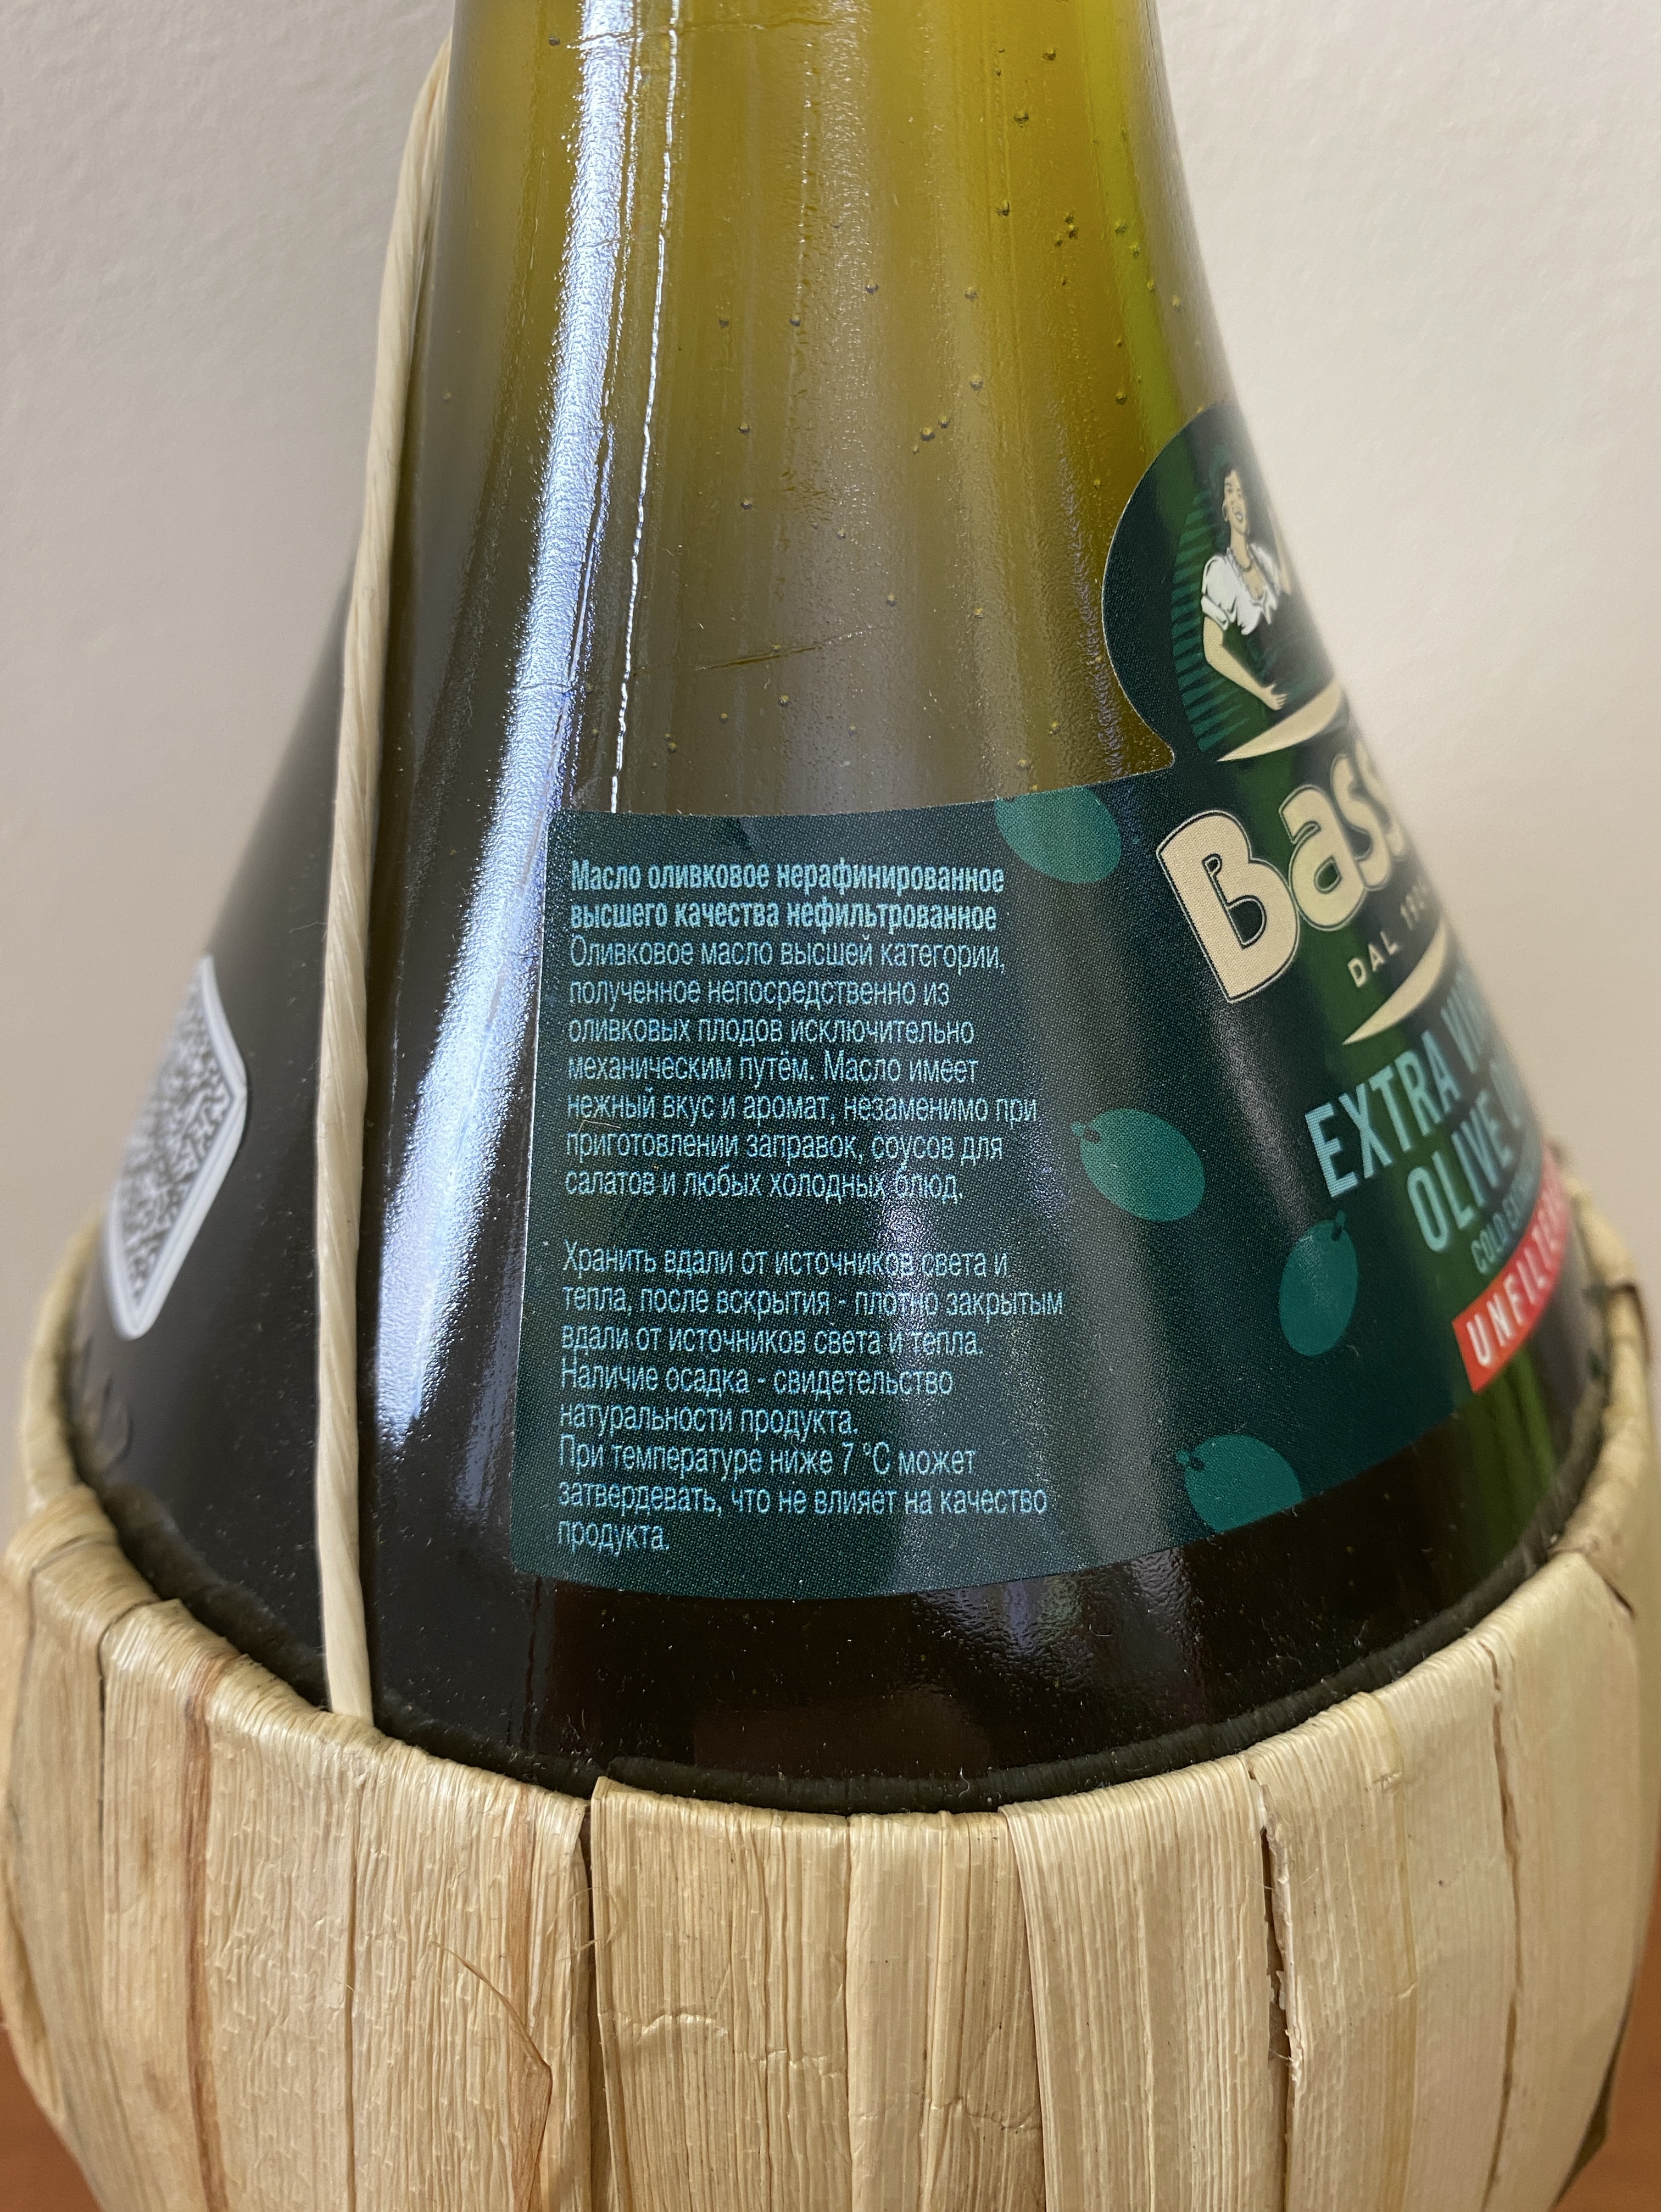 Масло оливковое нерафинированное
высшего качества нефильтрованное
Оливковое масло высшей категории,
полученное непосредственно из
оливковых плодов исключительно
механическим путём. Масло имеет
нежный вкус и аромат, незаменимо при
приготовлении заправок, соусов для
салатов и любых холодных блюд.
Хранить вдали от источников света и
тепла, после вскрытия - плотно закрытым
вдали от источников света и тепла.
Наличие осадка - свидетельство
натуральности продукта.
При температуре ниже 7 °C может
затвердевать, что не влияет на качество
продукта.
DAL
EXTRA
OLIVE